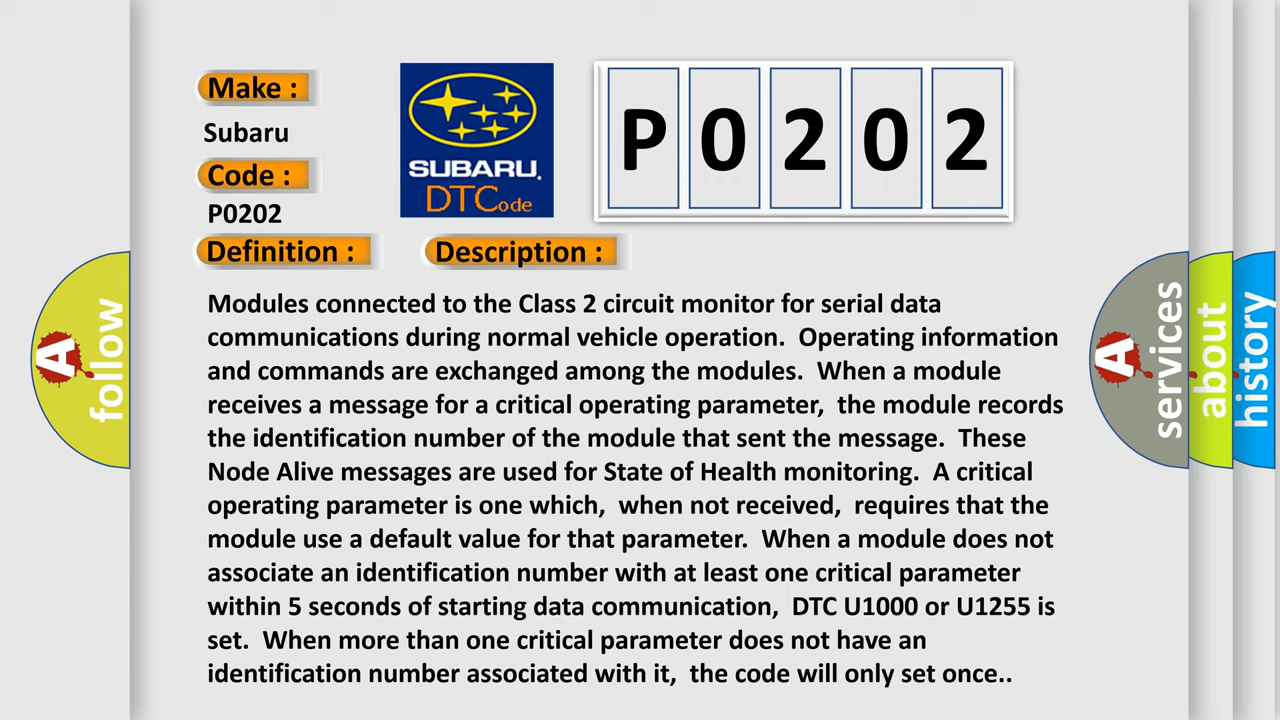 Make :
Subaru
Code :
P0202
SUBARU.
DTCode
P0202
Definition :
Description :
Modules connected to the Class 2 circuit monitor for serial data
communications during normal vehicle operation. Operating information
and commands are exchanged among the modules. When a module
receives a message for a critical operating parameter, the module records
the identification number of the module that sent the message. These
Node Alive messages are used for State of Health monitoring. A critical
operating parameter is one which, when not received, requires that the
module use a default value for that parameter. When a module does not
associate an identification number with at least one critical parameter
within 5 seconds of starting data communication, DTC U1000 or U1255 is
set. When more than one critical parameter does not have an
identification number associated with it, the code will only set once..
A
follow
A
services
about
history